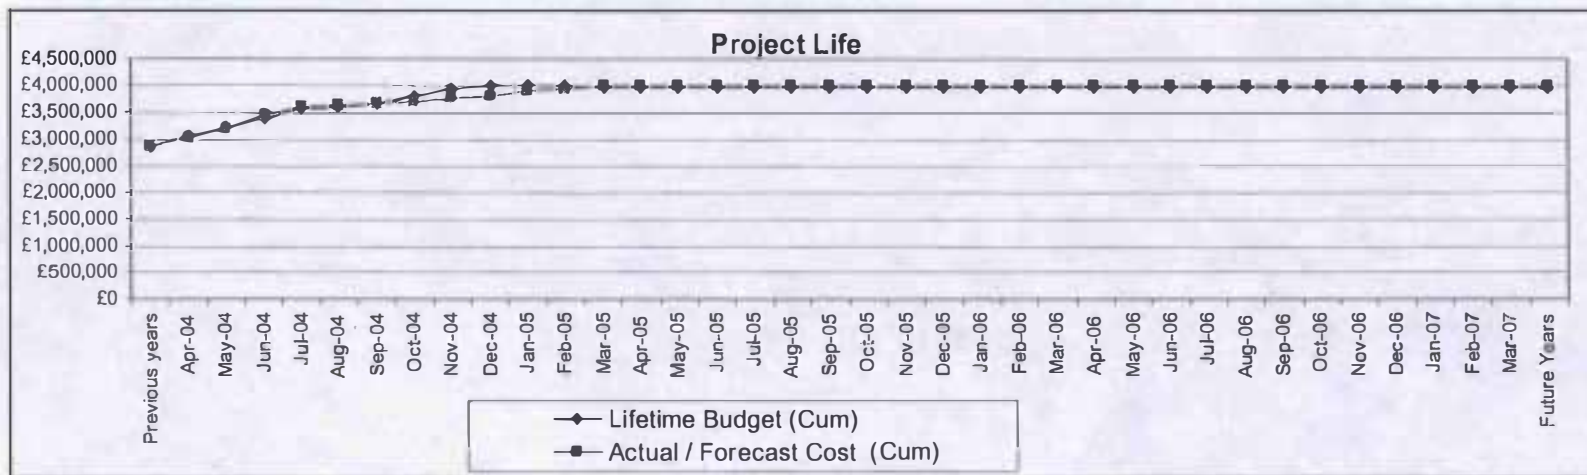 Project Life
£4,500,000
£4,000,000
£3,500,000
£3,000,000
£2,500,000
£2,000,000
£1,500,000
£1,000,000
£500,000
£0
Previous years
Apr-04
May-04
Jun-04
Jul-04
Aug-04
Sep-04
Oct-04
Nov-04
Dec-04
Jan-05
Feb-05
Mar-05
Apr-05
May-05
Jun-05
Jul-05
Aug-05
Sep-05
Oct-05
Nov-05
Dec-05
Jan-06
Feb-06
Mar-06
Apr-06
May-06
Jun-06
Jul-06
Aug-06
Sep-06
Oct-06
Nov-06
Dec-06
Jan-07
Feb-07
Mar-07
Future Years
Lifetime Budget (Cum)
Actual / Forecast Cost (Cum)